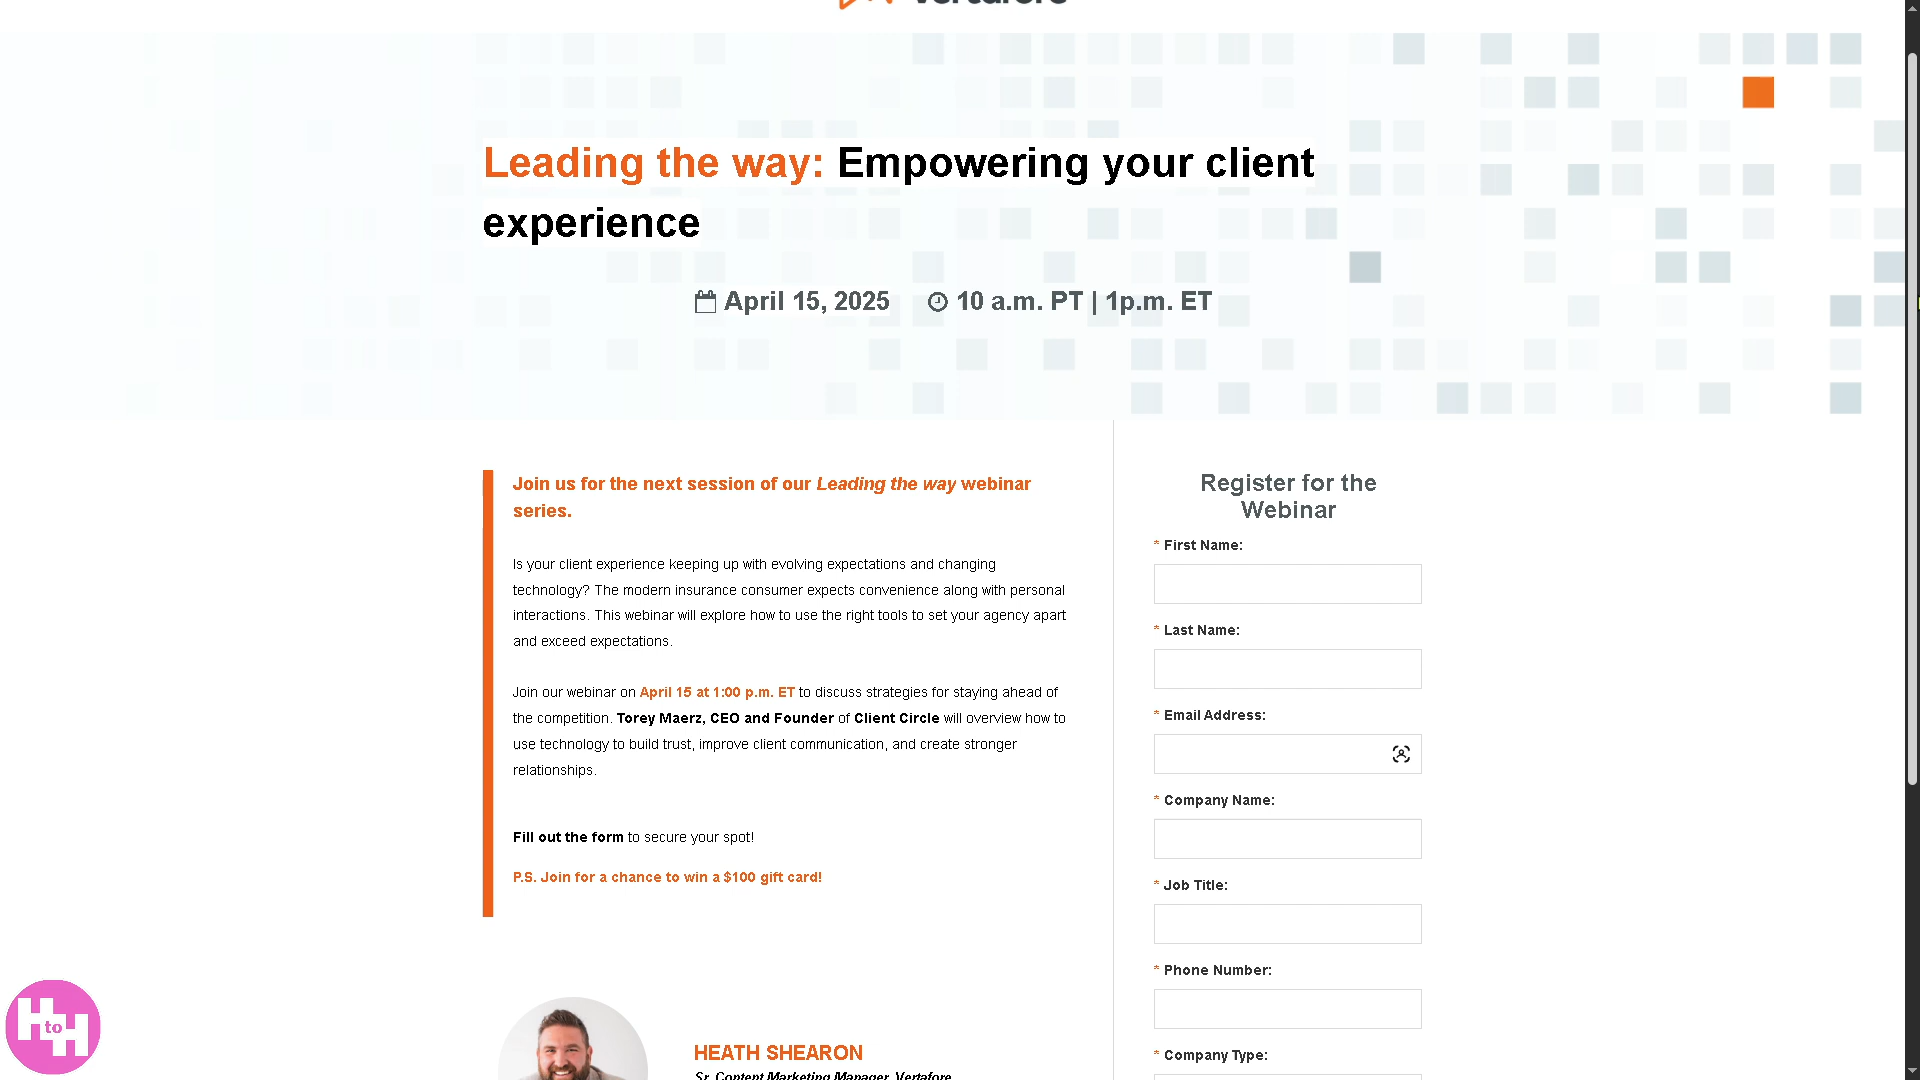 Vertafore
Leading the way: Empowering your client
experience
April 15, 2025
10 a.m. PT | 1p.m. ET
Join us for the next session of our Leading the way webinar
series.
Is your client experience keeping up with evolving expectations and changing
technology? The modern insurance consumer expects convenience along with personal
interactions. This webinar will explore how to use the right tools to set your agency apart
and exceed expectations.
Join our webinar on April 15 at 1:00 p.m. ET to discuss strategies for staying ahead of
the competition. Torey Maerz, CEO and Founder of Client Circle will overview how to
use technology to build trust, improve client communication, and create stronger
relationships.
Fill out the form to secure your spot!
P.S. Join for a chance to win a $100 gift card!
HEATH SHEARON
Sr. Content Marketing Manager, Vertafore
Register for the
Webinar
* First Name:
* Last Name:
* Email Address:
* Company Name:
* Job Title:
* Phone Number:
* Company Type:
H to H